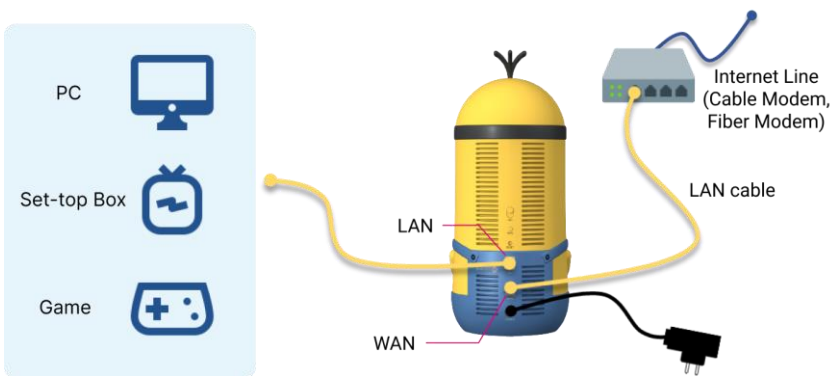 PC
Set-top Box
Game
LAN
WAN
Internet Line
(Cable Modem,
Fiber Modem)
LAN cable